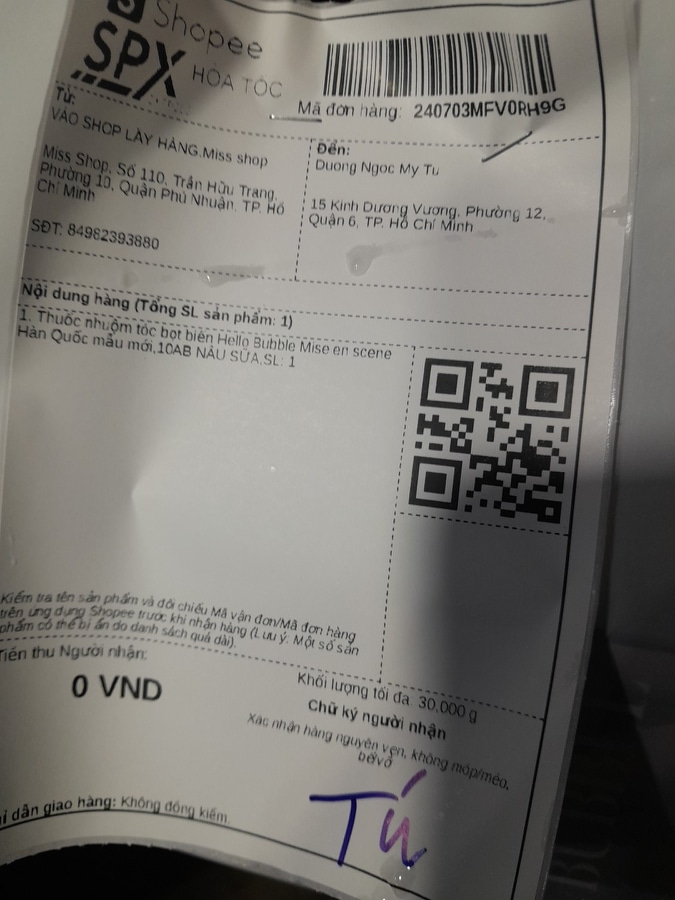 Shopee
SPX HỎA TỐC
Mã đơn hàng: 240703MFV0RH9G
Từ:
VÀO SHOP LẤY HÀNG.Miss shop
Miss Shop, Số 110, Trần Hữu Trang,
Phường 10, Quận Phú Nhuận, TP. Hồ
Chí Minh
SĐT: 84982393880
Đến:
Duong Ngoc My Tu
15 Kinh Dương Vương, Phường 12,
Quận 6, TP. Hồ Chí Minh
Nội dung hàng (Tổng SL sản phẩm: 1)
1. Thuốc nhuộm tóc bọt biển Hello Bubble Mise en scene
Hàn Quốc mẫu mới,10AB NÂU SỮA,SL: 1
Kiểm tra tên sản phẩm và đối chiếu Mã vận đơn/Mã đơn hàng
trên ứng dụng Shopee trước khi nhận hàng (Lưu ý: Một số sản
phẩm có thể bị ẩn do danh sách quá dài).
Tiền thu Người nhận:
0 VND
Khối lượng tối đa: 30.000 g
Chữ ký người nhận
Xác nhận hàng nguyên vẹn, không móp/méo,
bể/vỡ
ỉ dẫn giao hàng: Không đồng kiểm.
Tú